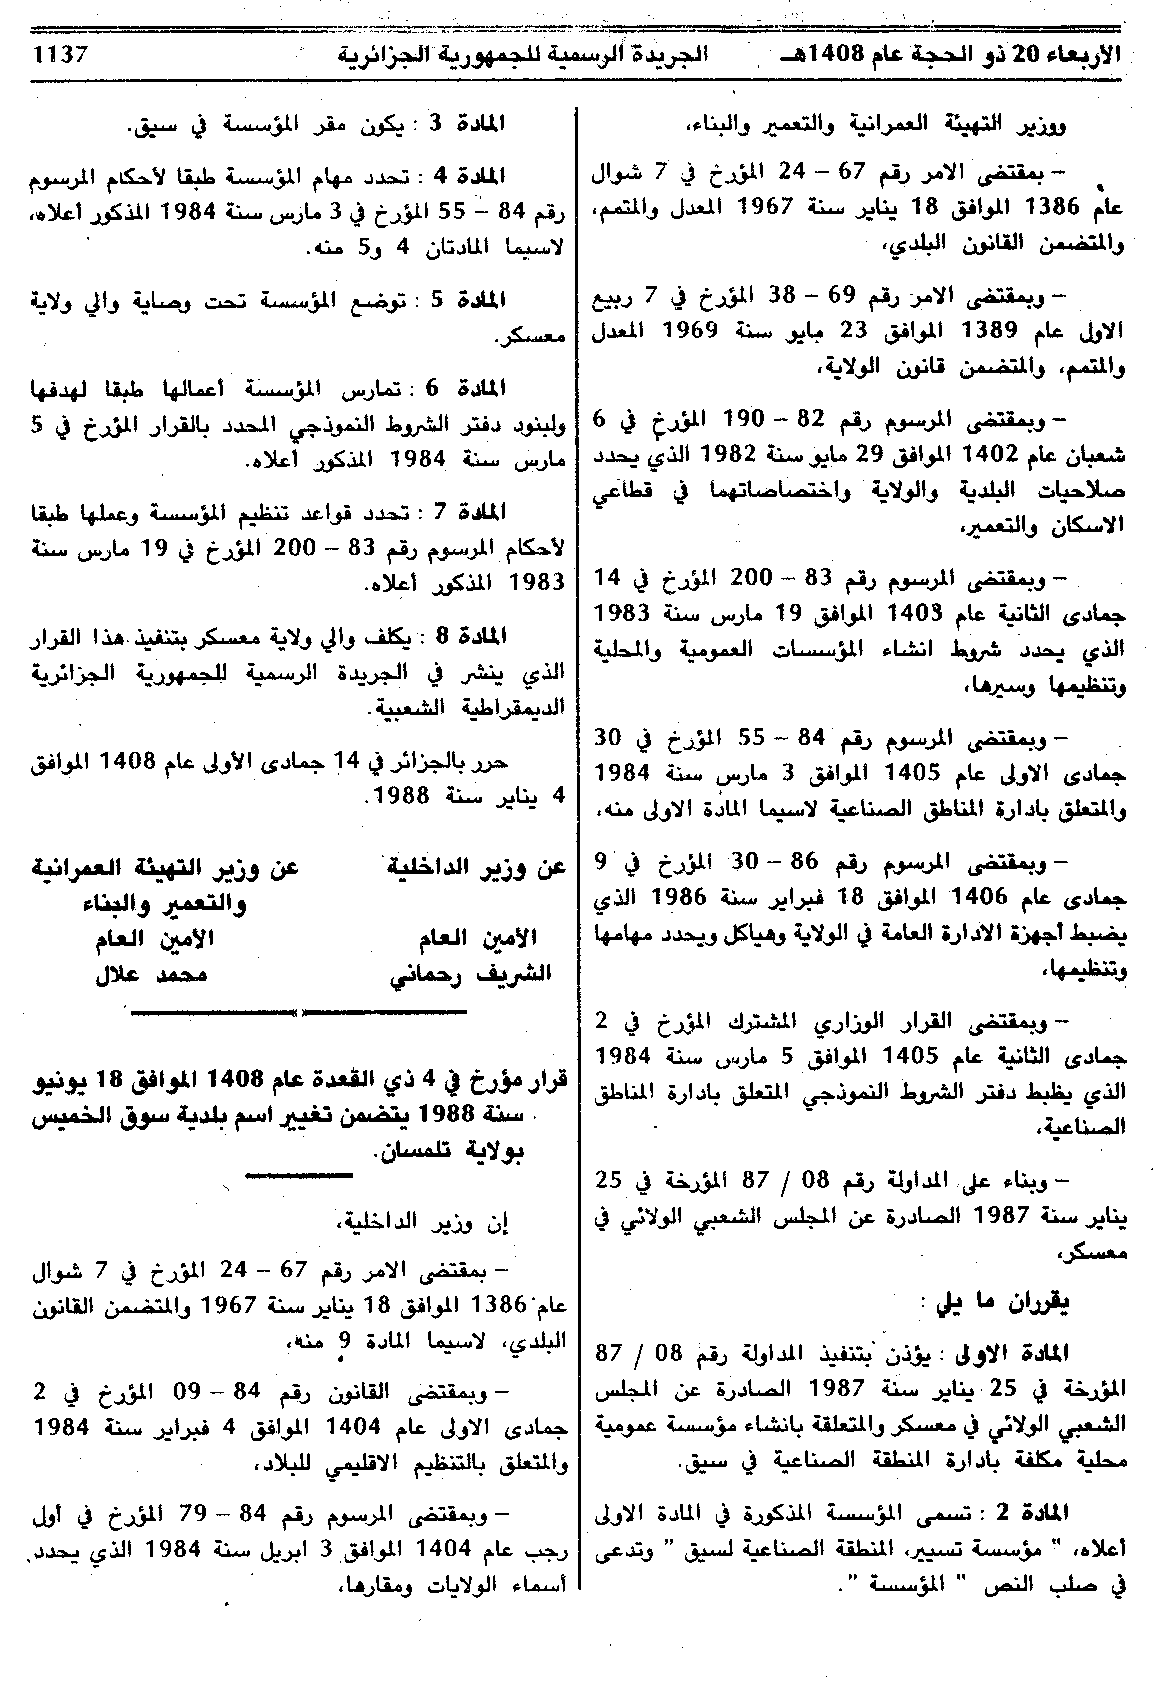 الأربعاء 20 ذو الحجة عام 1408هـ
الجريدة الرسمية للجمهورية الجزائرية
1137
ووزير التهيئة العمرانية والتعمير والبناء،
– بمقتضى الامر رقم 67 – 24 المؤرخ في 7 شوال
عام 1386 الموافق 18 يناير سنة 1967 المعدل والمتمم،
والمتضمن القانون البلدي،
– وبمقتضى الامر رقم 69 – 38 المؤرخ في 7 ربيع
الاول عام 1389 الموافق 23 مايو سنة 1969 المعدل
والمتمم، والمتضمن قانون الولاية،
– وبمقتضى المرسوم رقم 82 – 190 المؤرخ في 6
شعبان عام 1402 الموافق 29 مايو سنة 1982 الذي يحدد
صلاحيات البلدية والولاية واختصاصاتهما في قطاعي
الاسكان والتعمير،
– وبمقتضى المرسوم رقم 83 – 200 المؤرخ في 14
جمادى الثانية عام 1403 الموافق 19 مارس سنة 1983
الذي يحدد شروط انشاء المؤسسات العمومية والمحلية
وتنظيمها وسيرها،
– وبمقتضى المرسوم رقم 84 – 55 المؤرخ في 30
جمادى الاولى عام 1405 الموافق 3 مارس سنة 1984
والمتعلق بادارة المناطق الصناعية لاسيما المادة الاولى منه،
– وبمقتضى المرسوم رقم 86 – 30 المؤرخ في 9
جمادى عام 1406 الموافق 18 فبراير سنة 1986 الذي
يضبط أجهزة الادارة العامة في الولاية وهياكل ويحدد مهامها
وتنظيمها،
– وبمقتضى القرار الوزاري المشترك المؤرخ في 2
جمادى الثانية عام 1405 الموافق 5 مارس سنة 1984
الذي يظبط دفتر الشروط النموذجي المتعلق بادارة المناطق
الصناعية،
– وبناء على المداولة رقم 08 / 87 المؤرخة في 25
يناير سنة 1987 الصادرة عن المجلس الشعبي الولائي في
معسكر،
يقرران ما يلي :
المادة الاولى : يؤذن بتنفيذ المداولة رقم 08 / 87
المؤرخة في 25 يناير سنة 1987 الصادرة عن المجلس
الشعبي الولائي في معسكر والمتعلقة بانشاء مؤسسة عمومية
محلية مكلفة بادارة المنطقة الصناعية في سيق.
المادة 2 : تسمى المؤسسة المذكورة في المادة الاولى
أعلاه، " مؤسسة تسيير، المنطقة الصناعية لسيق " وتدعى
في صلب النص " المؤسسة ".
المادة 3 : يكون مقر المؤسسة في سيق.
المادة 4 : تحدد مهام المؤسسة طبقا لأحكام المرسوم
رقم 84 – 55 المؤرخ في 3 مارس سنة 1984 المذكور أعلاه،
لاسيما المادتان 4 و5 منه.
المادة 5 : توضع المؤسسة تحت وصاية والي ولاية
معسكر.
المادة 6 : تمارس المؤسسة أعمالها طبقا لهدفها
ولبنود دفتر الشروط النموذجي المحدد بالقرار المؤرخ في 5
مارس سنة 1984 المذكور أعلاه.
المادة 7 : تحدد قواعد تنظيم المؤسسة وعملها طبقا
لأحكام المرسوم رقم 83 – 200 المؤرخ في 19 مارس سنة
1983 المذكور أعلاه.
المادة 8 : يكلف والي ولاية معسكر بتنفيذ هذا القرار
الذي ينشر في الجريدة الرسمية للجمهورية الجزائرية
الديمقراطية الشعبية.
حرر بالجزائر في 14 جمادى الأولى عام 1408 الموافق
4 يناير سنة 1988.
عن وزير الداخلية
عن وزير التهيئة العمرانية
والتعمير والبناء
الأمين العام
الأمين العام
الشريف رحماني
محمد علال
قرار مؤرخ في 4 ذي القعدة عام 1408 الموافق 18 يونيو
سنة 1988 يتضمن تغيير اسم بلدية سوق الخميس
بولاية تلمسان.
إن وزير الداخلية،
– بمقتضى الامر رقم 67 – 24 المؤرخ في 7 شوال
عام 1386 الموافق 18 يناير سنة 1967 والمتضمن القانون
البلدي، لاسيما المادة 9 منه،
– وبمقتضى القانون رقم 84 – 09 المؤرخ في 2
جمادى الاولى عام 1404 الموافق 4 فبراير سنة 1984
والمتعلق بالتنظيم الاقليمي للبلاد،
– وبمقتضى المرسوم رقم 84 – 79 المؤرخ في أول
رجب عام 1404 الموافق 3 ابريل سنة 1984 الذي يحدد
أسماء الولايات ومقارها،